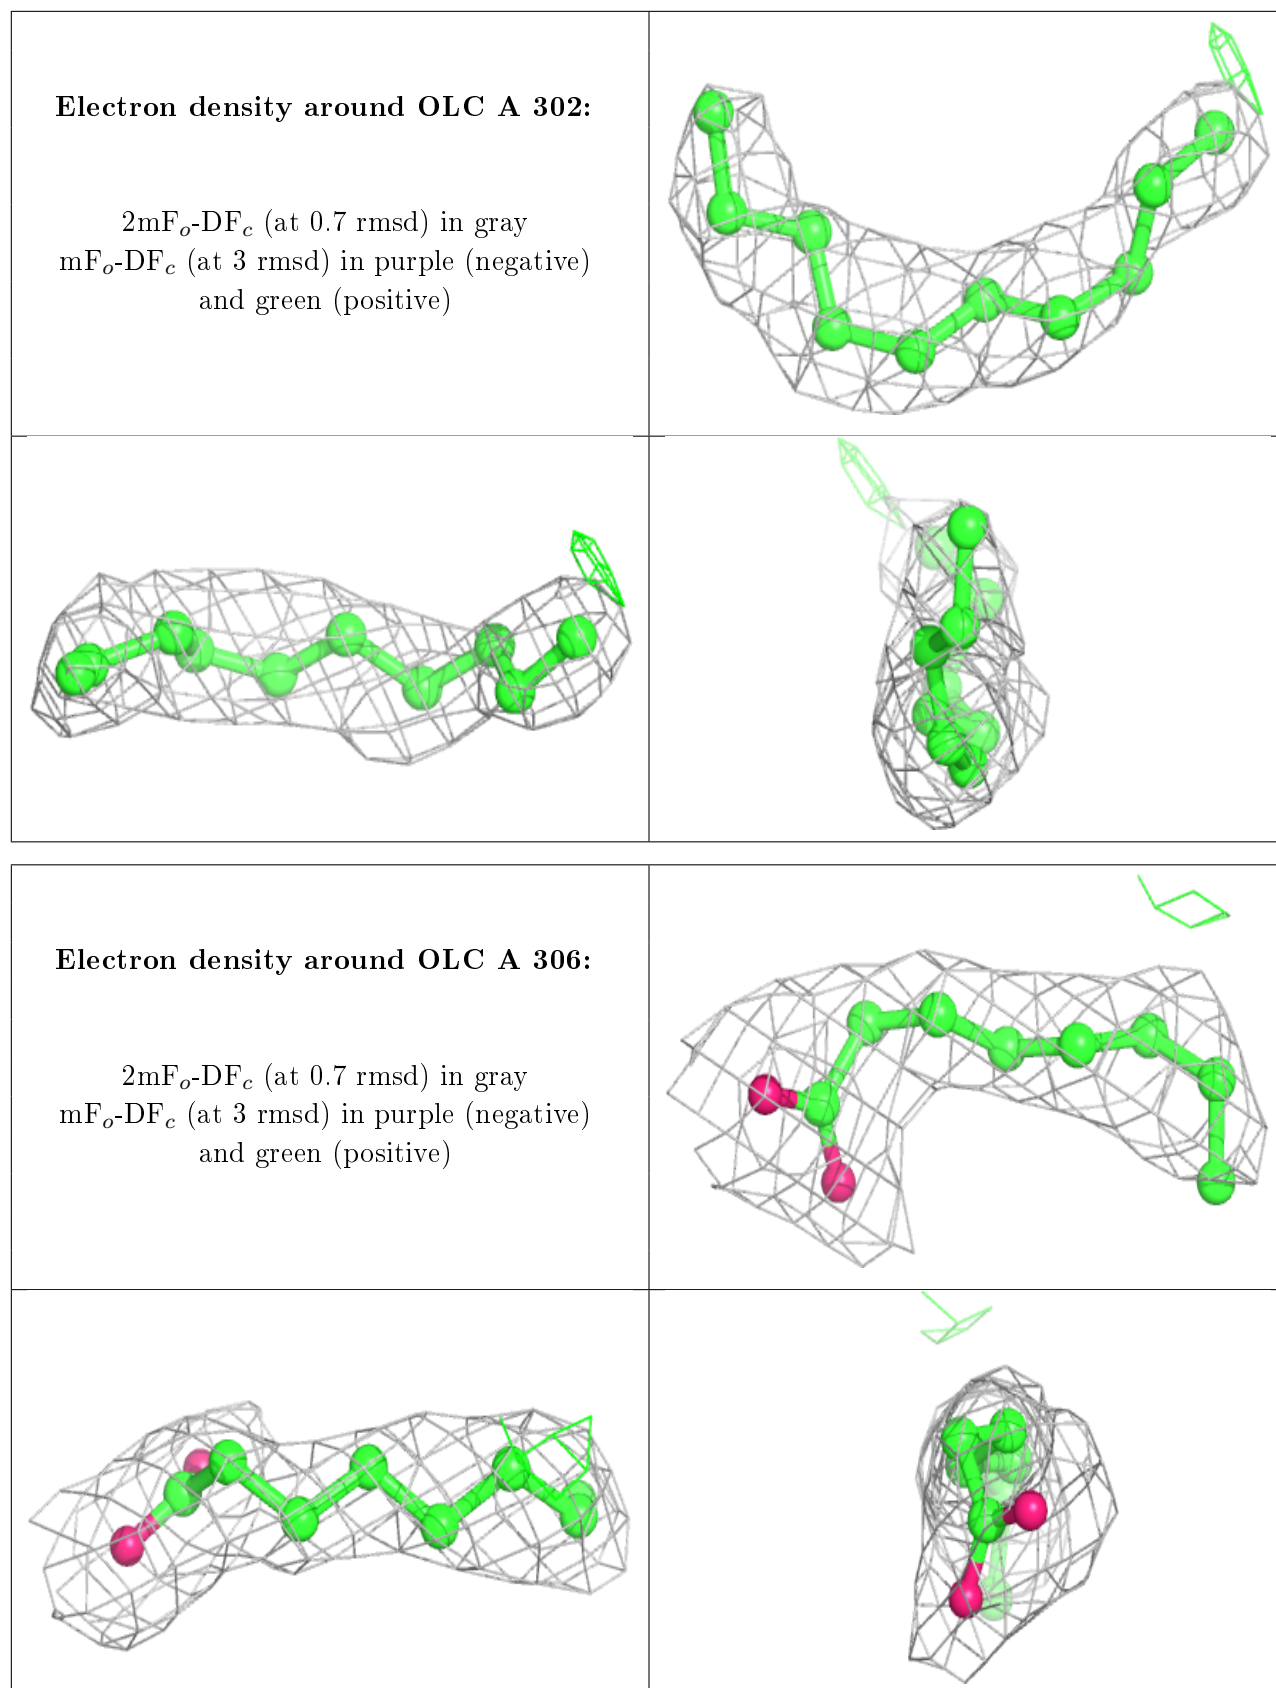 Electron density around OLC A 302:
2mFₒ-DF𝒸 (at 0.7 rmsd) in gray
mFₒ-DF𝒸 (at 3 rmsd) in purple (negative)
and green (positive)
Electron density around OLC A 306:
2mFₒ-DF𝒸 (at 0.7 rmsd) in gray
mFₒ-DF𝒸 (at 3 rmsd) in purple (negative)
and green (positive)